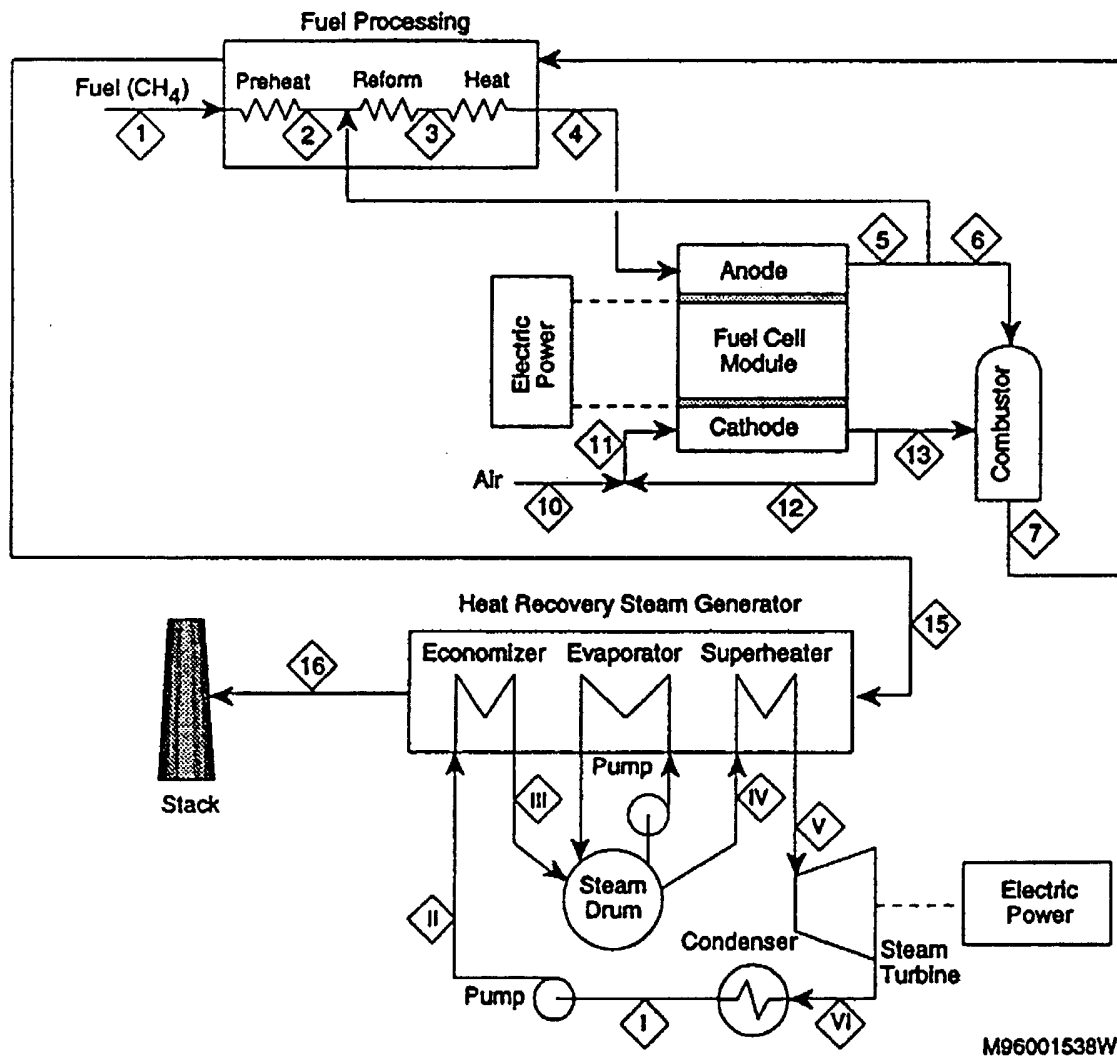 Fuel Processing
Preheat
Reform
Heat
Fuel (CH4)
1
2
3
4
5
6
Anode
Fuel Cell
Module
Cathode
Electric
Power
Combustor
11
13
Air
10
12
7
Heat Recovery Steam Generator
15
Economizer
Evaporator
Superheater
16
Stack
Pump
III
IV
V
Steam
Drum
II
Electric
Power
Condenser
Steam
Turbine
Pump
I
VI
M96001538W